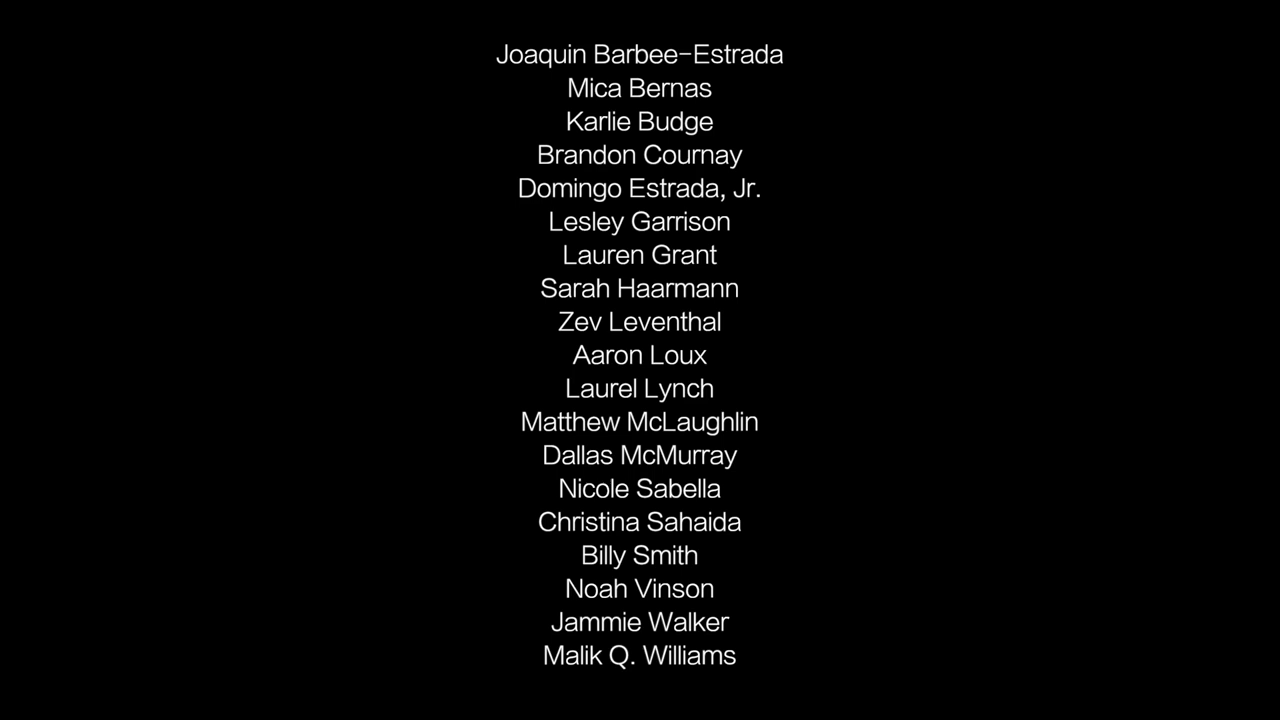 Joaquin Barbee-Estrada
Mica Bernas
Karlie Budge
Brandon Cournay
Domingo Estrada, Jr.
Lesley Garrison
Lauren Grant
Sarah Haarmann
Zev Leventhal
Aaron Loux
Laurel Lynch
Matthew McLaughlin
Dallas McMurray
Nicole Sabella
Christina Sahaida
Billy Smith
Noah Vinson
Jammie Walker
Malik Q. Williams